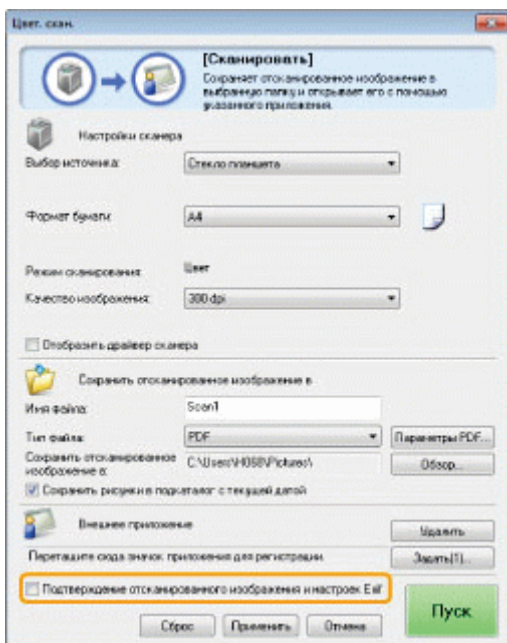 Цвет. скан.
[Сканировать]
Сохраняет отсканированное изображение в
выбранную папку и открывает его с помощью
указанного приложения.
Настройки сканера
Выбор источника: Стекло планшета
Формат бумаги: A4
Режим сканирования: Цвет
Качество изображения: 300 dpi
Отобразить драйвер сканера
Сохранить отсканированное изображение в
Имя файла: Scan1
Тип файла: PDF Параметры PDF...
Сохранить отсканированное
изображение в: C:\Users\HOSB\Pictures\ Обзор...
Сохранить рисунки в подкаталог с текущей датой
Внешнее приложение Удалить
Перетащите сюда значок приложения для регистрации. Задать(1)...
Подтверждение отсканированного изображения и настроек Exif
Сброс Применить Отмена Пуск